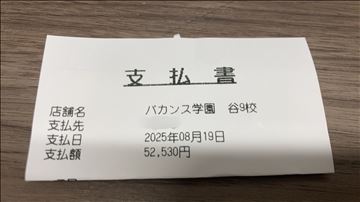 支払書
店舗名 バカンス学園 谷9校
支払先
支払日 2025年08月19日
支払額 52,530円